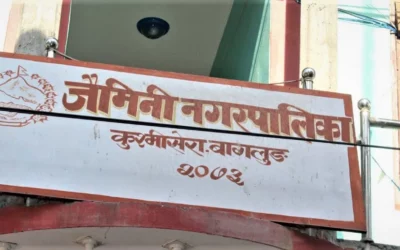 जैमिनी नगरपालिका
कुश्मीसेरा, बागलुङ
२०७३